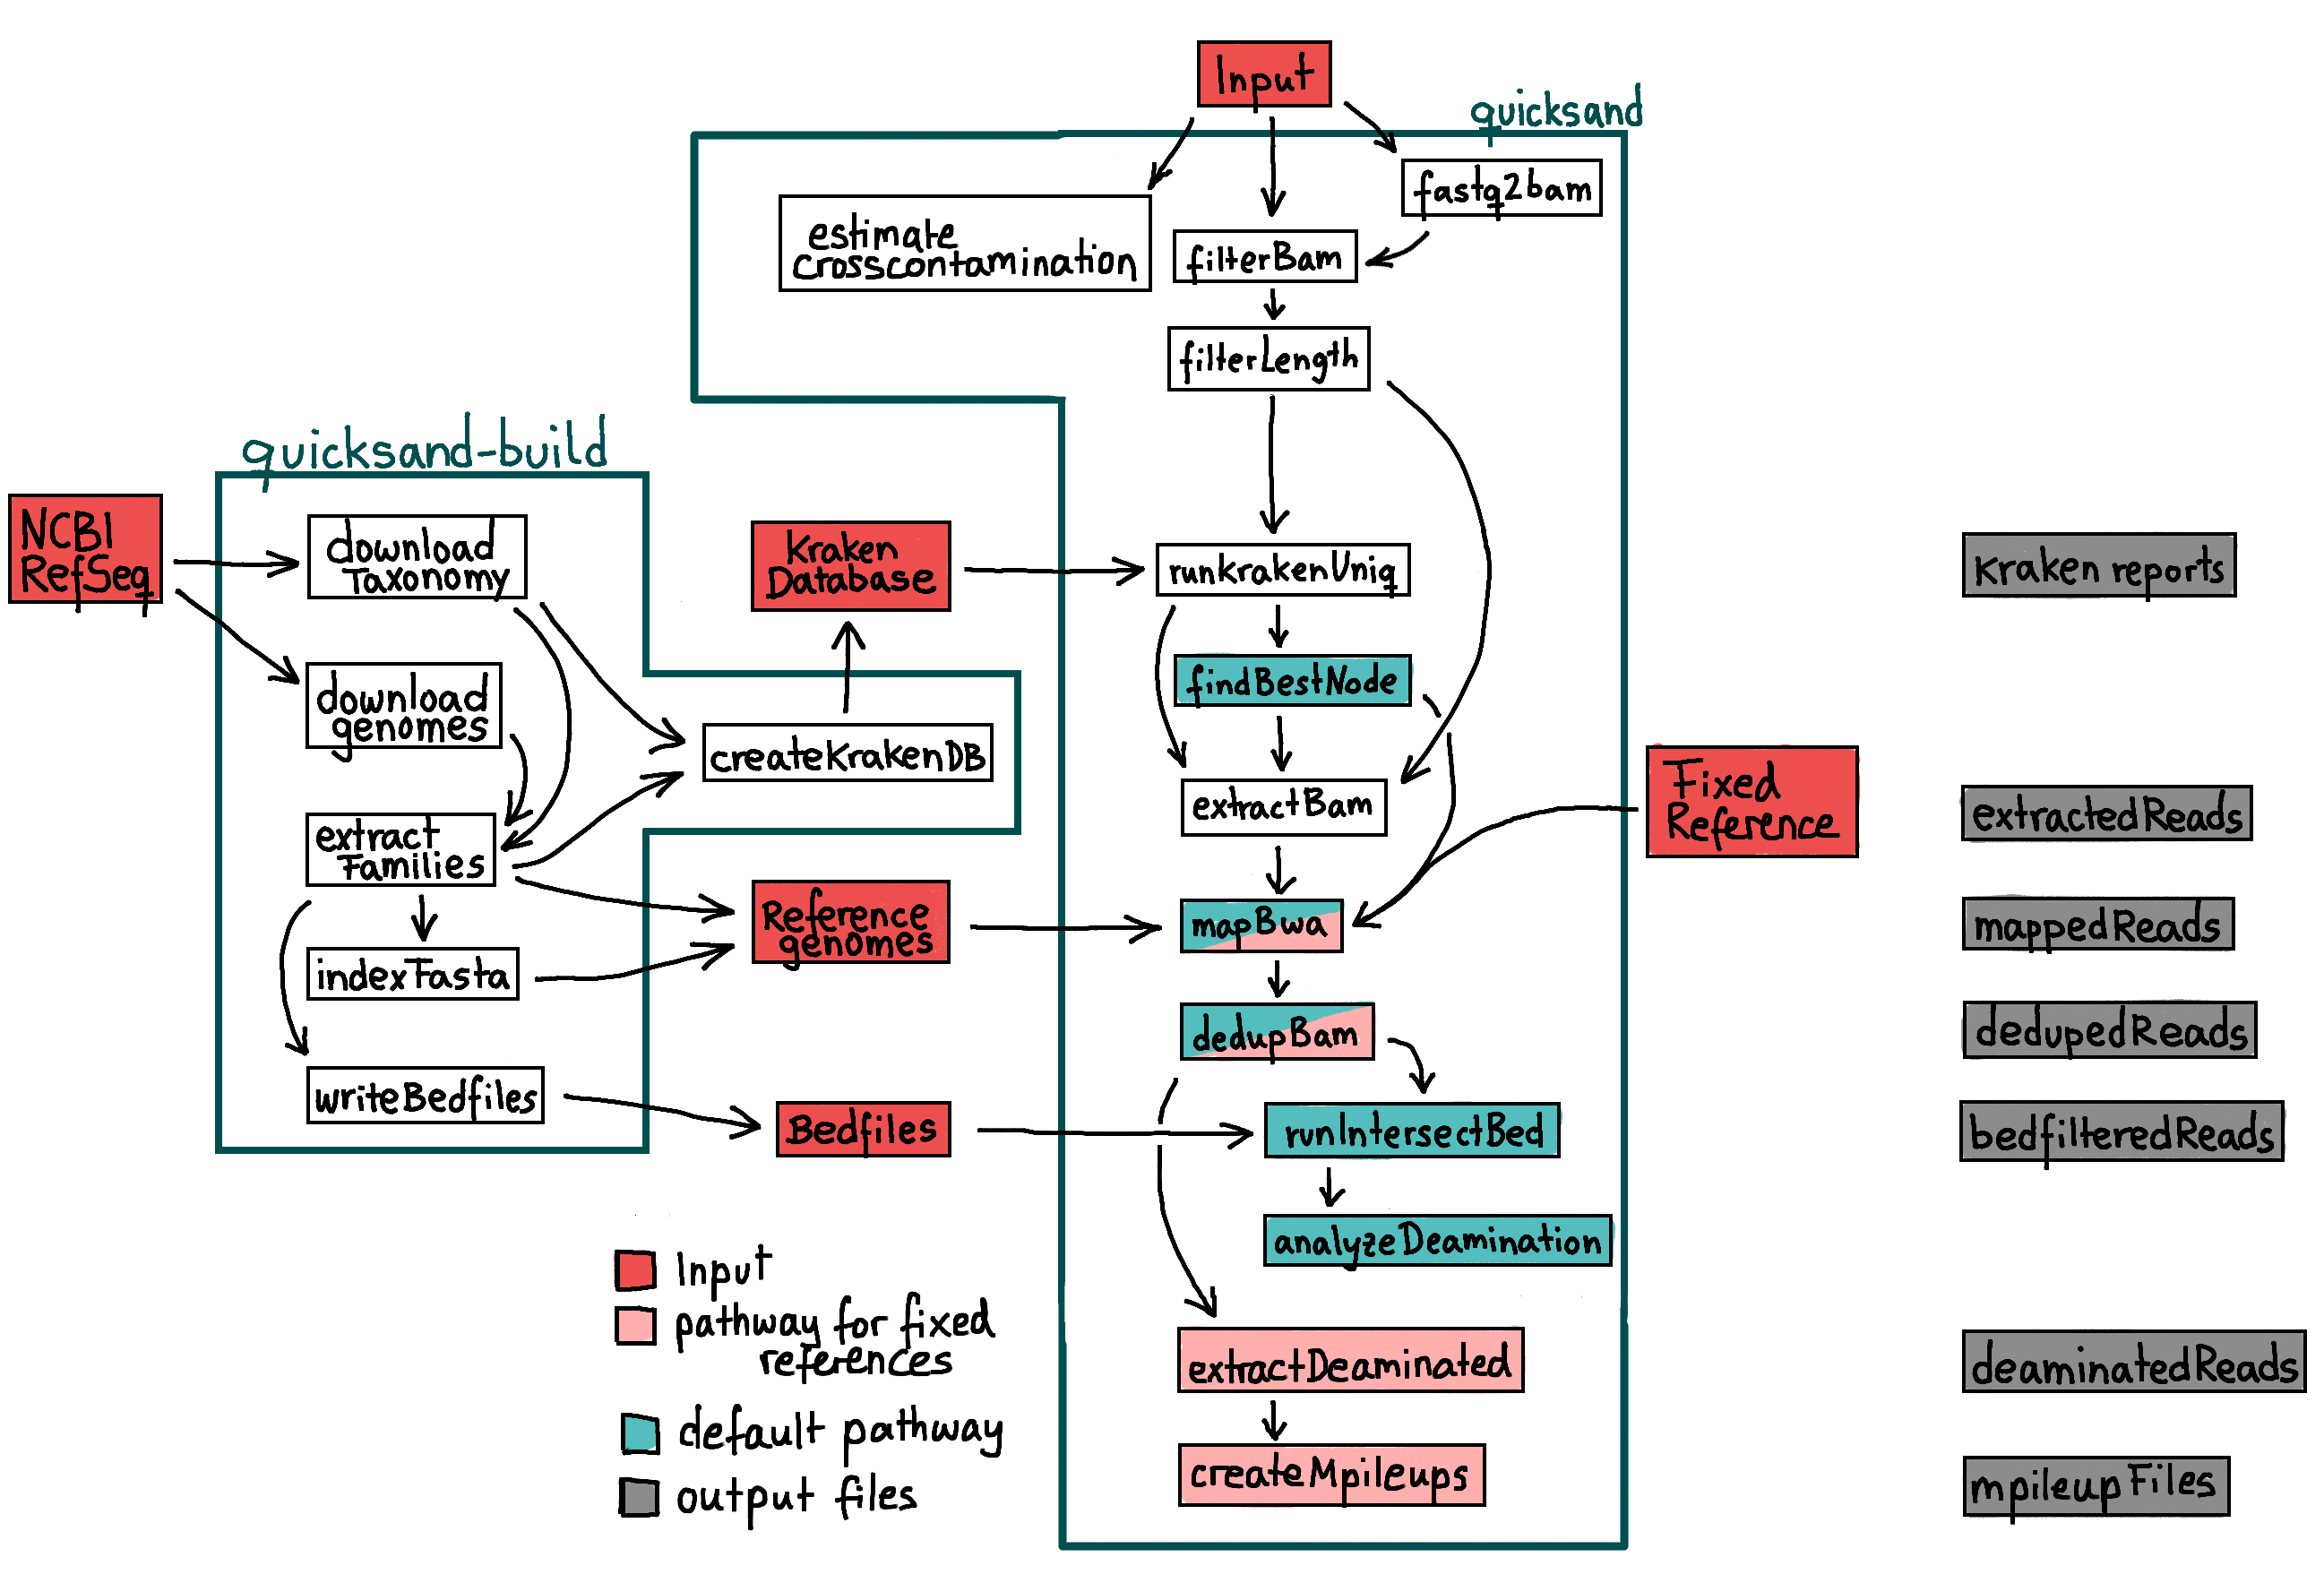 Input
quicksand
fastq2bam
estimate
crosscontamination
filterBam
filterLength
quicksand-build
NCBI
RefSeq
download
Taxonomy
Kraken
Database
runkrakenUniq
Kraken reports
download
genomes
findBestNode
createKrakenDB
extractBam
Fixed
Reference
extractedReads
extract
Families
Reference
genomes
mapBwa
mappedReads
indexFasta
dedupBam
dedupedReads
writeBedfiles
Bedfiles
runIntersectBed
bedfilteredReads
analyzeDeamination
Input
pathway for fixed
references
default pathway
output files
extractDeaminated
deaminatedReads
createMpileups
mpileupFiles